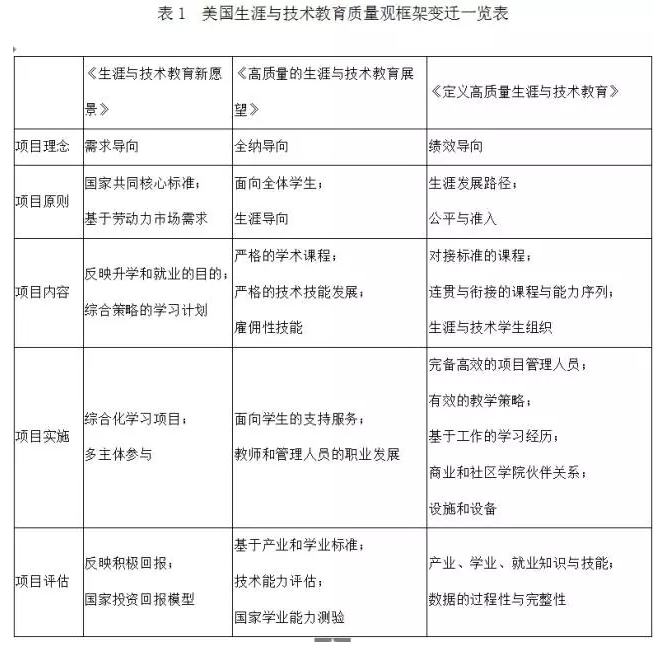 表1 美国生涯与技术教育质量观框架变迁一览表
《生涯与技术教育新愿
景》
《高质量的生涯与技术教育展
望》
《定义高质量生涯与技术教育》
项目理念
需求导向
全纳导向
绩效导向
项目原则
国家共同核心标准；
基于劳动力市场需求
面向全体学生；
生涯导向
生涯发展路径；
公平与准入
项目内容
反映升学和就业的目的；
综合策略的学习计划
严格的学术课程；
严格的技术技能发展；
雇佣性技能
对接标准的课程；
连贯与衔接的课程与能力序列；
生涯与技术学生组织
项目实施
综合化学习项目；
多主体参与
面向学生的支持服务；
教师和管理人员的职业发展
完备高效的项目管理人员；
有效的教学策略；
基于工作的学习经历；
商业和社区学院伙伴关系；
设施和设备
项目评估
反映积极回报；
国家投资回报模型
基于产业和学业标准；
技术能力评估；
国家学业能力测验
产业、学业、就业知识与技能；
数据的过程性与完整性